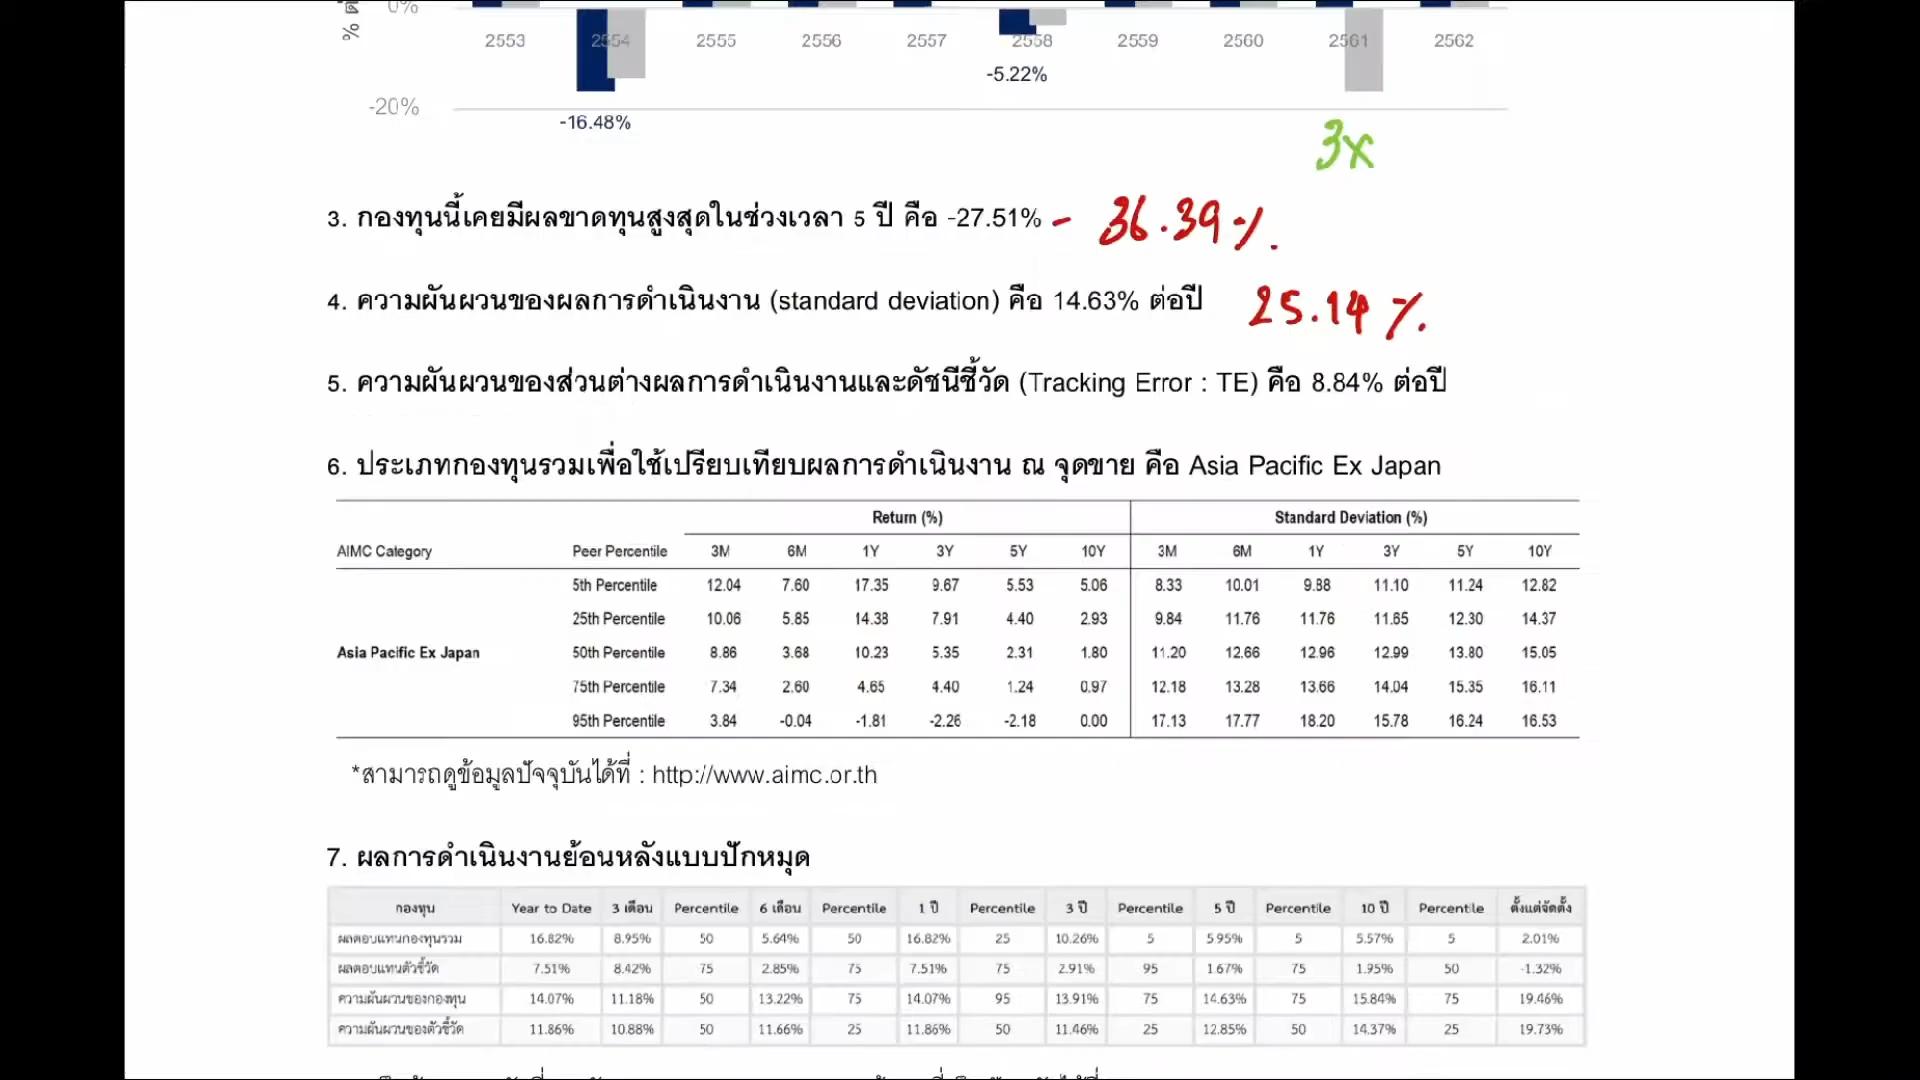 0%
2553 2554 2555 2556 2557 2558 2559 2560 2561 2562
-5.22%
-20%
-16.48%
3x
3. กองทุนนี้เคยมีผลขาดทุนสูงสุดในช่วงเวลา 5 ปี คือ -27.51% - 36.39%.
4. ความผันผวนของผลการดำเนินงาน (standard deviation) คือ 14.63% ต่อปี 25.14%.
5. ความผันผวนของส่วนต่างผลการดำเนินงานและดัชนีชี้วัด (Tracking Error : TE) คือ 8.84% ต่อปี
6. ประเภทกองทุนรวมเพื่อใช้เปรียบเทียบผลการดำเนินงาน ณ จุดขาย คือ Asia Pacific Ex Japan
Return (%) Standard Deviation (%)
AIMC Category Peer Percentile 3M 6M 1Y 3Y 5Y 10Y 3M 6M 1Y 3Y 5Y 10Y
5th Percentile 12.04 7.60 17.35 9.67 5.53 5.06 8.33 10.01 9.88 11.10 11.24 12.82
25th Percentile 10.06 5.85 14.38 7.91 4.40 2.93 9.84 11.76 11.76 11.65 12.30 14.37
Asia Pacific Ex Japan 50th Percentile 8.86 3.68 10.23 5.35 2.31 1.80 11.20 12.66 12.96 12.99 13.80 15.05
75th Percentile 7.34 2.60 4.65 4.40 1.24 0.97 12.18 13.28 13.66 14.04 15.35 16.11
95th Percentile 3.84 -0.04 -1.81 -2.26 -2.18 0.00 17.13 17.77 18.20 15.78 16.24 16.53
*สามารถดูข้อมูลปัจจุบันได้ที่ : http://www.aimc.or.th
7. ผลการดำเนินงานย้อนหลังแบบปักหมุด
กองทุน Year to Date 3 เดือน Percentile 6 เดือน Percentile 1 ปี Percentile 3 ปี Percentile 5 ปี Percentile 10 ปี Percentile ตั้งแต่จัดตั้ง
ผลตอบแทนกองทุนรวม 16.82% 8.95% 50 5.64% 50 16.82% 25 10.26% 5 5.95% 5 5.57% 5 2.01%
ผลตอบแทนตัวชี้วัด 7.51% 8.42% 75 2.85% 75 7.51% 75 2.91% 95 1.67% 75 1.95% 50 -1.32%
ความผันผวนของกองทุน 14.07% 11.18% 50 13.22% 75 14.07% 95 13.91% 75 14.63% 75 15.84% 75 19.46%
ความผันผวนของตัวชี้วัด 11.86% 10.88% 50 11.66% 25 11.86% 50 11.46% 25 12.85% 50 14.37% 25 19.73%